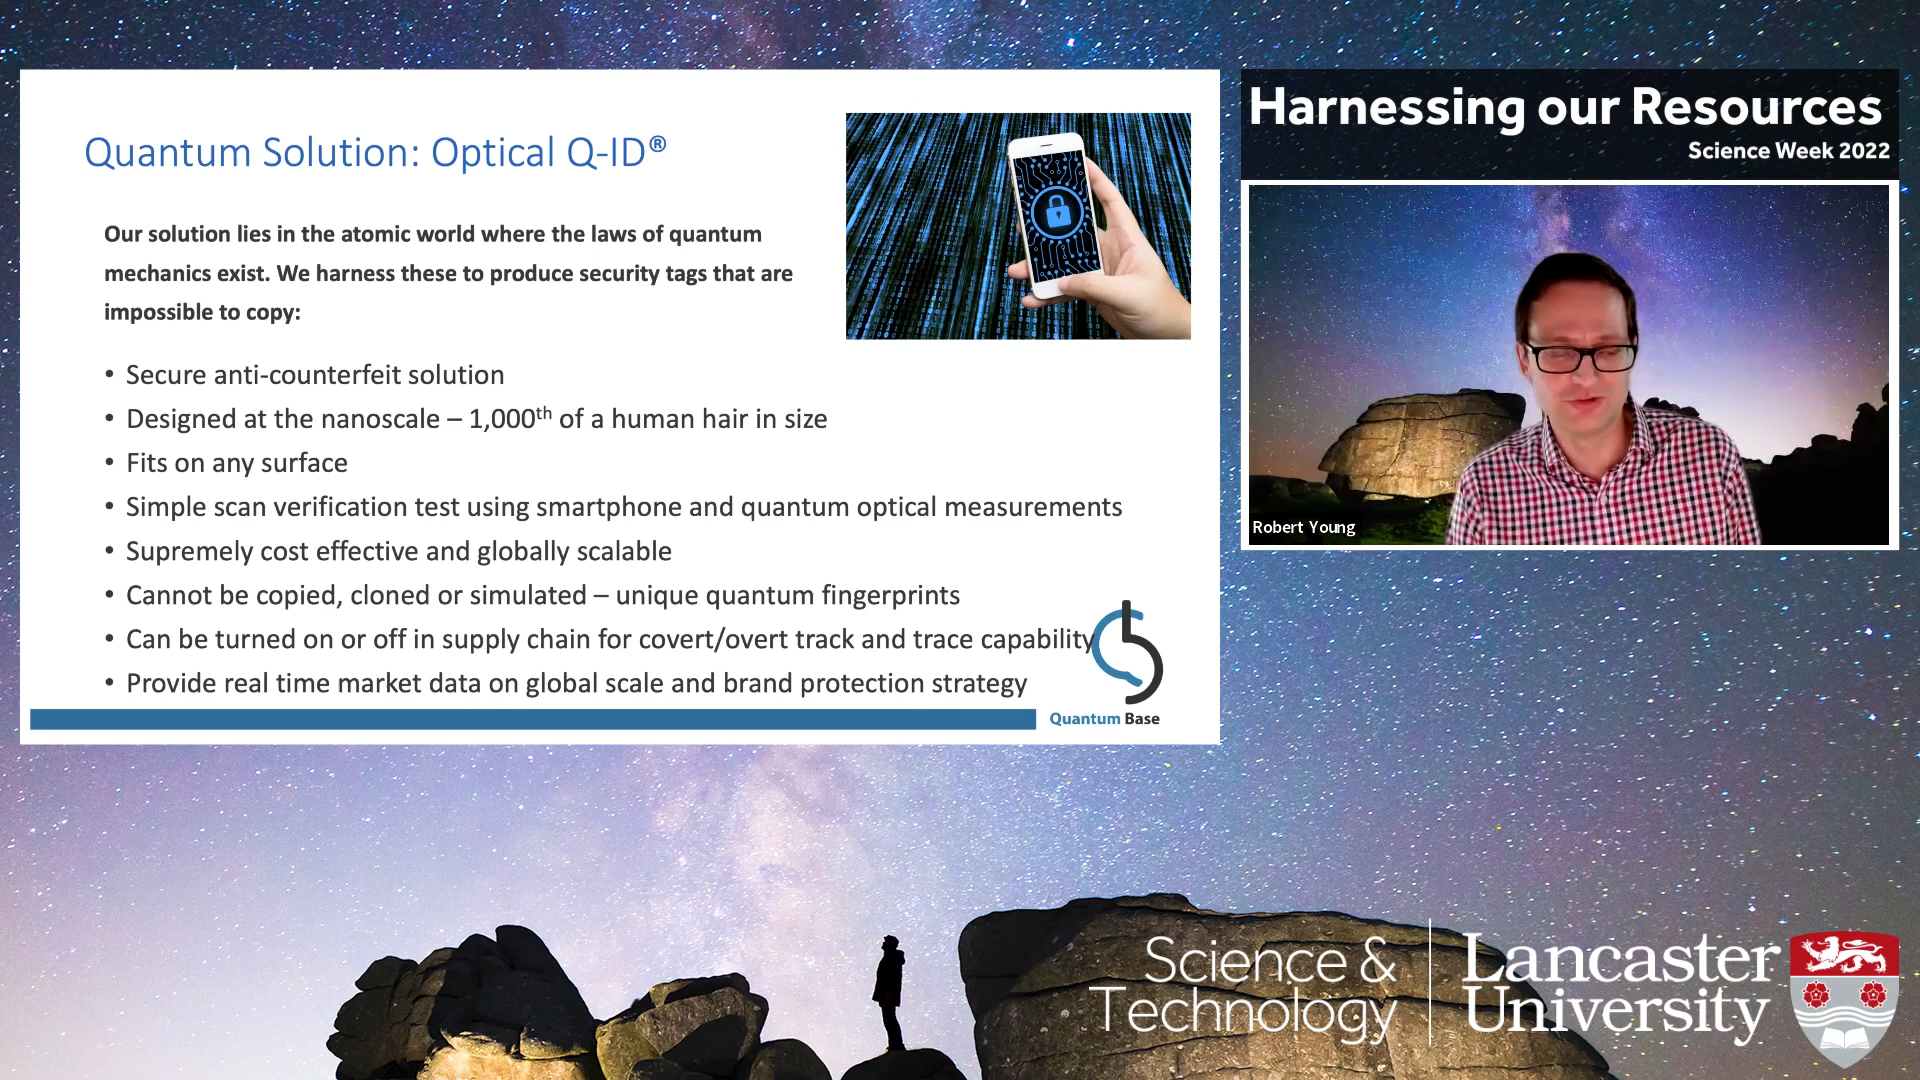 Quantum Solution: Optical Q-ID®
Our solution lies in the atomic world where the laws of quantum
mechanics exist. We harness these to produce security tags that are
impossible to copy:
• Secure anti-counterfeit solution
• Designed at the nanoscale – 1,000th of a human hair in size
• Fits on any surface
• Simple scan verification test using smartphone and quantum optical measurements
• Supremely cost effective and globally scalable
• Cannot be copied, cloned or simulated – unique quantum fingerprints
• Can be turned on or off in supply chain for covert/overt track and trace capability
• Provide real time market data on global scale and brand protection strategy
Quantum Base
Harnessing our Resources
Science Week 2022
Robert Young
Science &
Technology
Lancaster
University